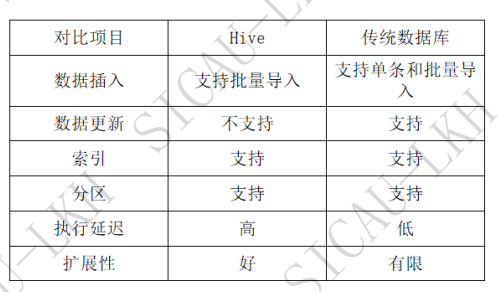 对比项目 Hive 传统数据库
数据插入 支持批量导入 支持单条和批量导
入
数据更新 不支持 支持
索引 支持 支持
分区 支持 支持
执行延迟 高 低
扩展性 好 有限
SICAU-LKH
SICAU-LKH
SICAU-LKH